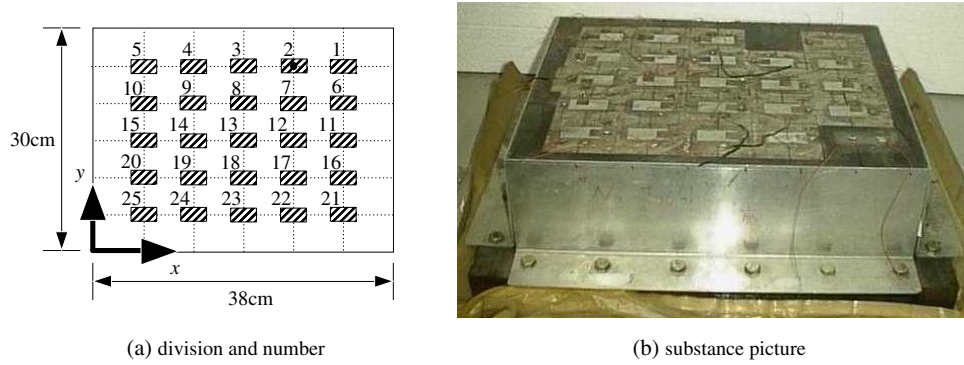 5 4 3 2 1
10 9 8 7 6
15 14 13 12 11
30cm
20 19 18 17 16
y
25 24 23 22 21
x
38cm
(a) division and number
(b) substance picture